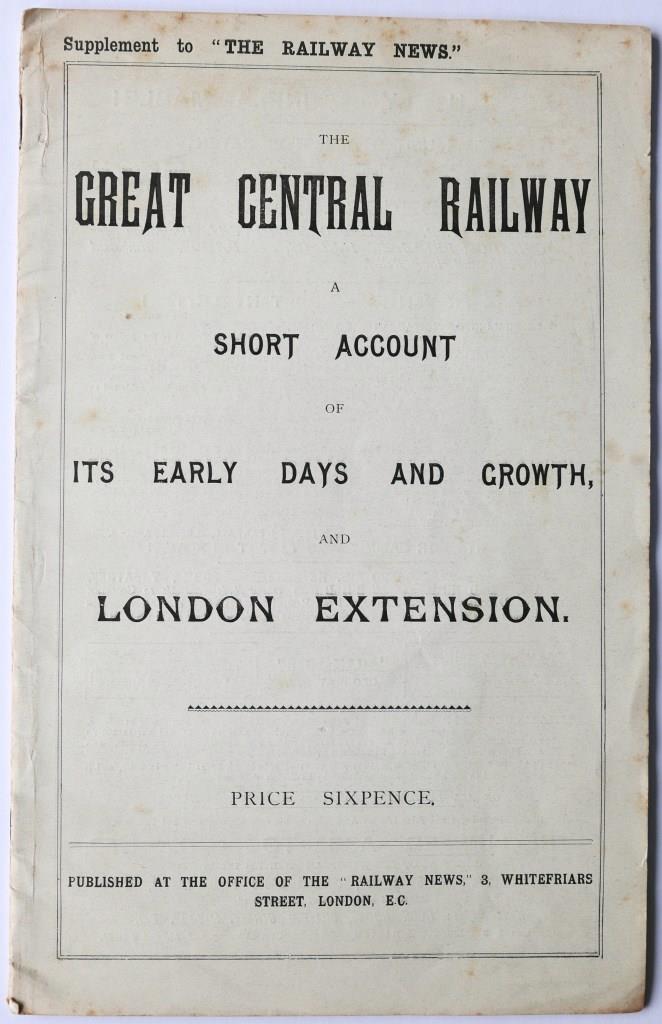 Supplement to "THE RAILWAY NEWS."
THE
GREAT CENTRAL RAILWAY
A
SHORT ACCOUNT
OF
ITS EARLY DAYS AND GROWTH,
AND
LONDON EXTENSION.
PRICE SIXPENCE.
PUBLISHED AT THE OFFICE OF THE "RAILWAY NEWS," 3, WHITEFRIARS
STREET, LONDON, E.C.